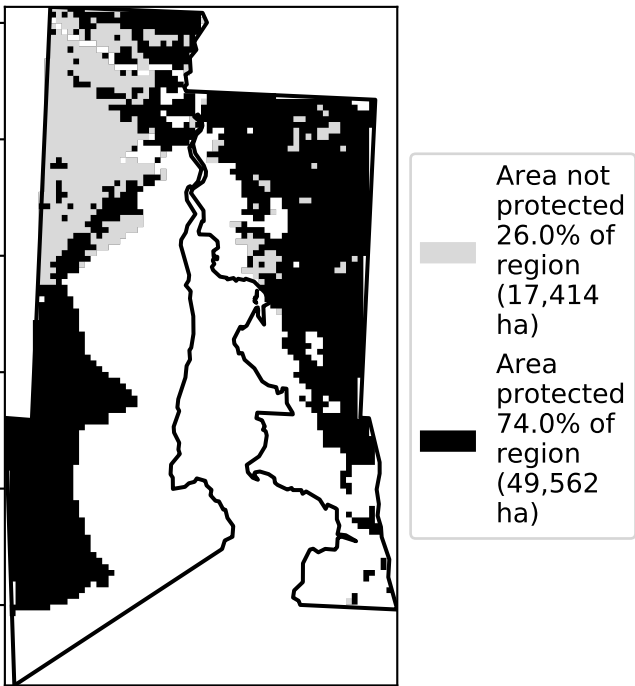 Area not
protected
26.0% of
region
(17,414
ha)
Area
protected
74.0% of
region
(49,562
ha)